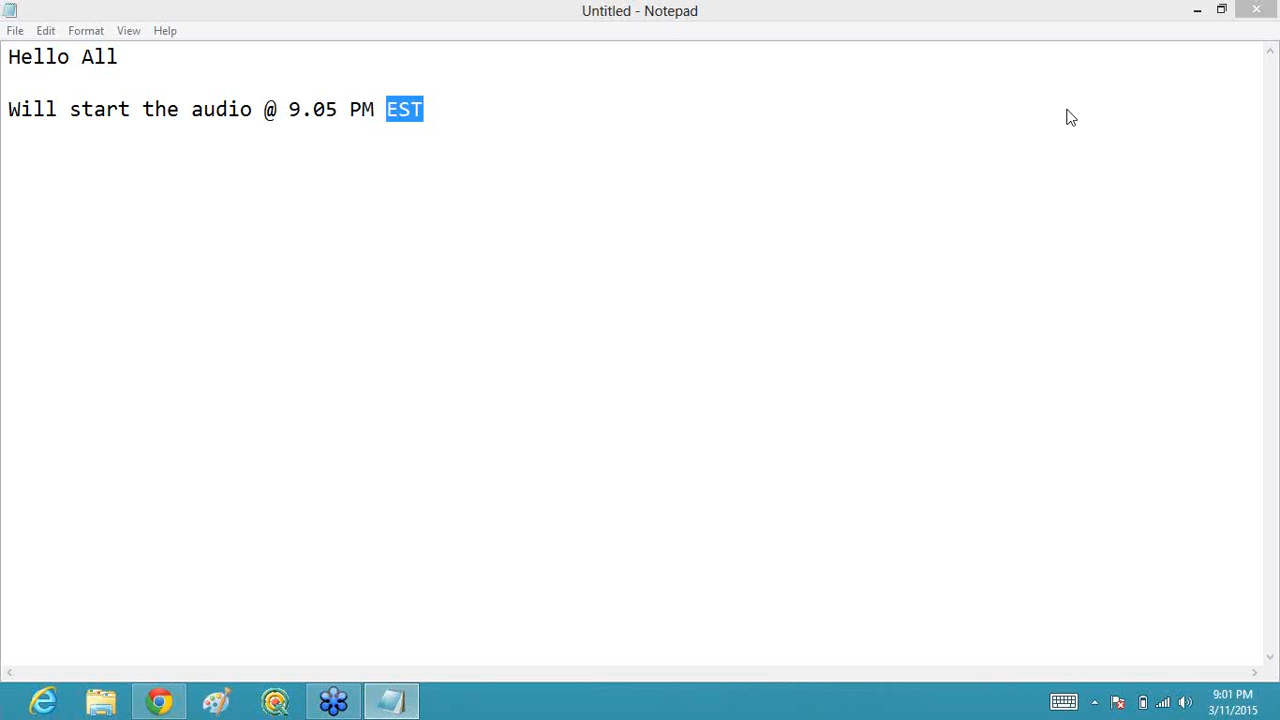 Untitled - Notepad
File Edit Format View Help
Hello All
Will start the audio @ 9.05 PM EST
9:01 PM
3/11/2015